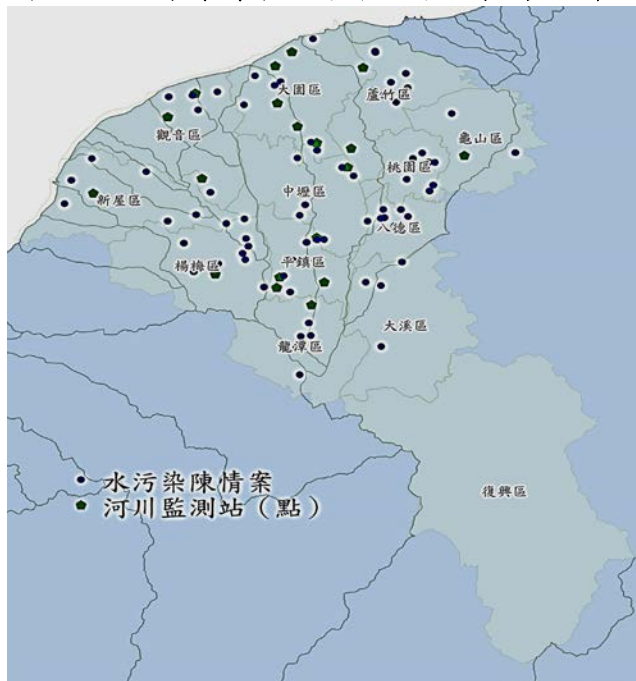 大園區
蘆竹區
龜山區
觀音區
桃園區
中壢區
新屋區
八德區
楊梅區
平鎮區
大溪區
龍潭區
復興區
水污染陳情案
河川監測站（點）